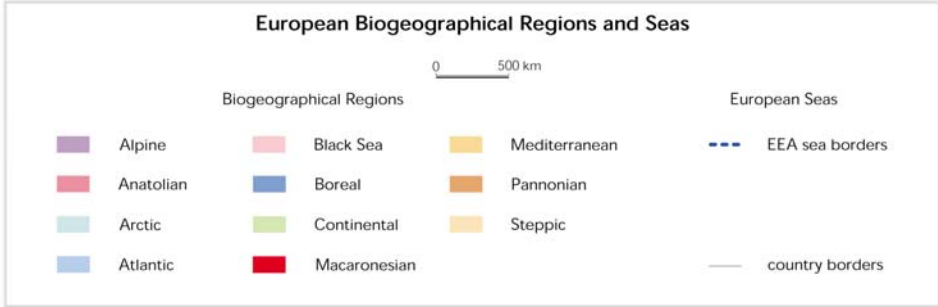 European Biogeographical Regions and Seas
0 500 km
Biogeographical Regions European Seas
Alpine Black Sea Mediterranean EEA sea borders
Anatolian Boreal Pannonian
Arctic Continental Steppic
Atlantic Macaronesian country borders